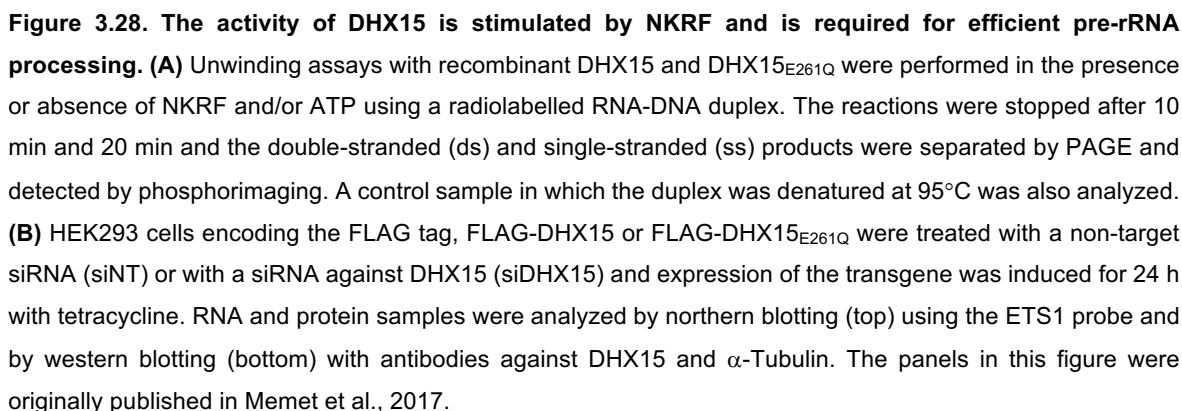 Figure 3.28. The activity of DHX15 is stimulated by NKRF and is required for efficient pre-rRNA
processing. (A) Unwinding assays with recombinant DHX15 and DHX15E261Q were performed in the presence
or absence of NKRF and/or ATP using a radiolabelled RNA-DNA duplex. The reactions were stopped after 10
min and 20 min and the double-stranded (ds) and single-stranded (ss) products were separated by PAGE and
detected by phosphorimaging. A control sample in which the duplex was denatured at 95°C was also analyzed.
(B) HEK293 cells encoding the FLAG tag, FLAG-DHX15 or FLAG-DHX15E261Q were treated with a non-target
siRNA (siNT) or with a siRNA against DHX15 (siDHX15) and expression of the transgene was induced for 24 h
with tetracycline. RNA and protein samples were analyzed by northern blotting (top) using the ETS1 probe and
by western blotting (bottom) with antibodies against DHX15 and α-Tubulin. The panels in this figure were
originally published in Memet et al., 2017.